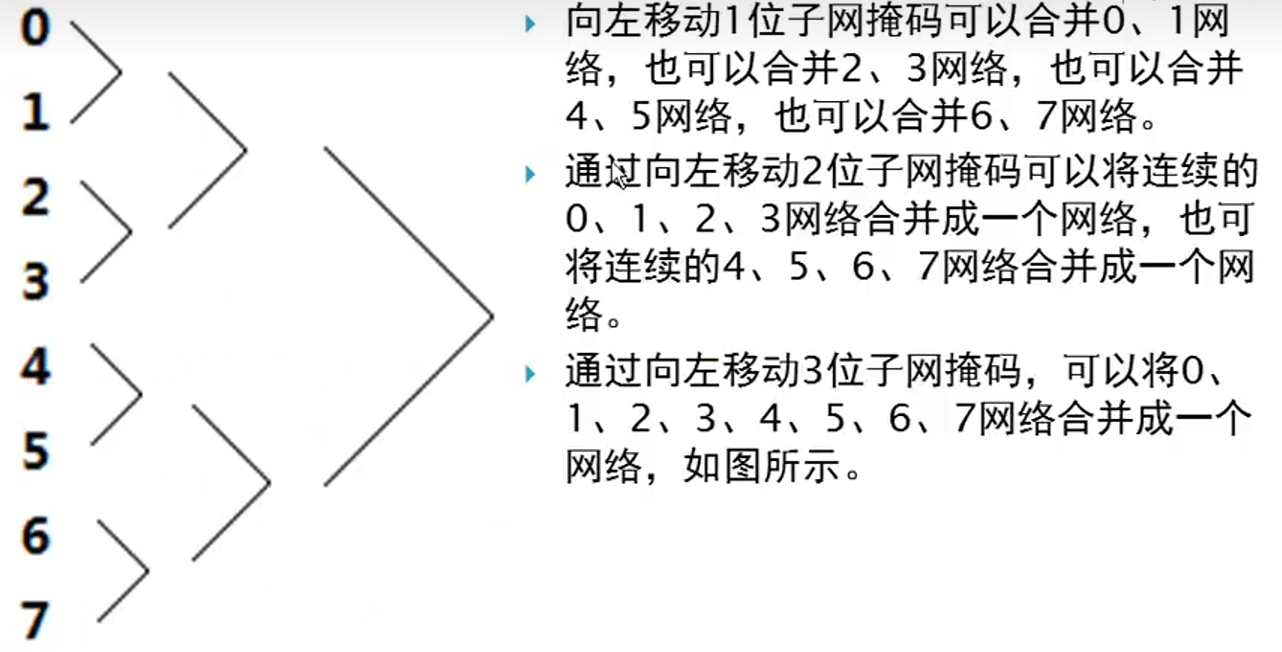 0
1
2
3
4
5
6
7
向左移动1位子网掩码可以合并0、1网
络，也可以合并2、3网络，也可以合并
4、5网络，也可以合并6、7网络。
通过向左移动2位子网掩码可以将连续的
0、1、2、3网络合并成一个网络，也可
将连续的4、5、6、7网络合并成一个网
络。
通过向左移动3位子网掩码，可以将0、
1、2、3、4、5、6、7网络合并成一个
网络，如图所示。